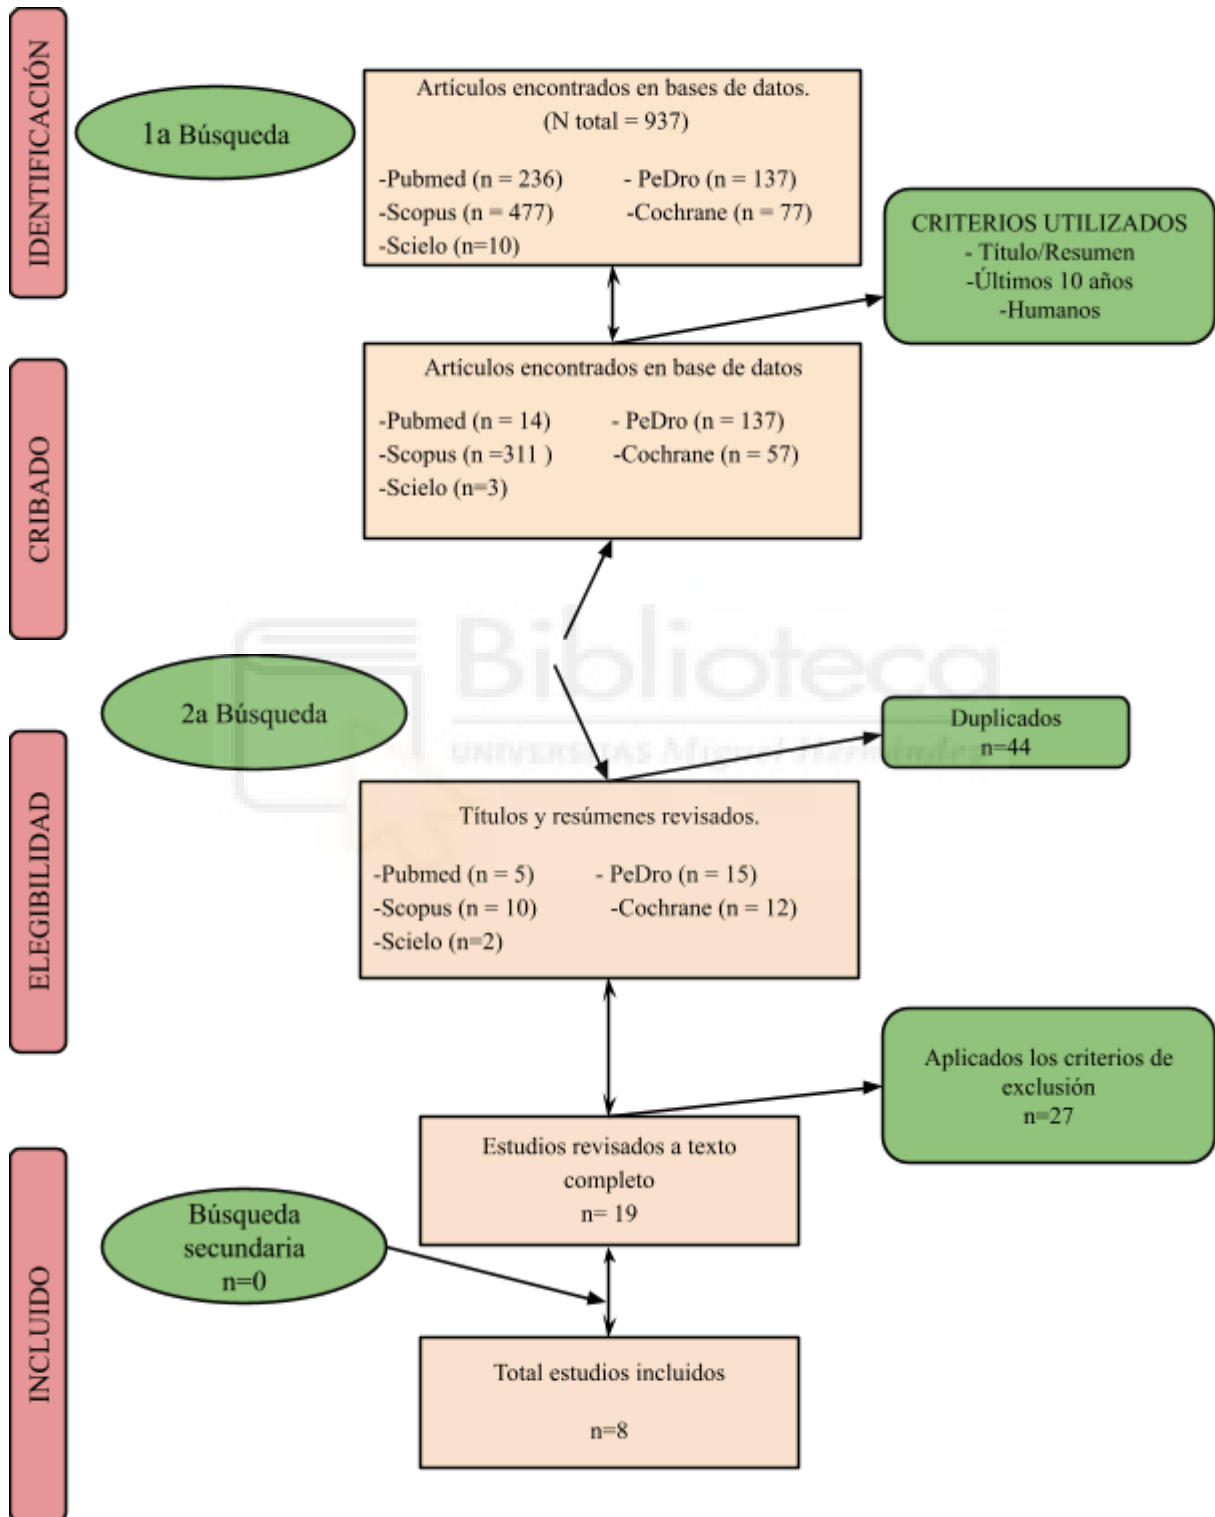 IDENTIFICACIÓN
1a Búsqueda
Artículos encontrados en bases de datos.
(N total = 937)
-Pubmed (n = 236) - PeDro (n = 137)
-Scopus (n = 477) -Cochrane (n = 77)
-Scielo (n=10)
CRITERIOS UTILIZADOS
- Título/Resumen
-Últimos 10 años
-Humanos
CRIBADO
Artículos encontrados en base de datos
-Pubmed (n = 14) - PeDro (n = 137)
-Scopus (n =311 ) -Cochrane (n = 57)
-Scielo (n=3)
Biblioteca
UNIVERSITAS Miguel Hernández
2a Búsqueda
Duplicados
n=44
ELEGIBILIDAD
Títulos y resúmenes revisados.
-Pubmed (n = 5) - PeDro (n = 15)
-Scopus (n = 10) -Cochrane (n = 12)
-Scielo (n=2)
Aplicados los criterios de
exclusión
n=27
Estudios revisados a texto
completo
n= 19
INCLUIDO
Búsqueda
secundaria
n=0
Total estudios incluidos
n=8